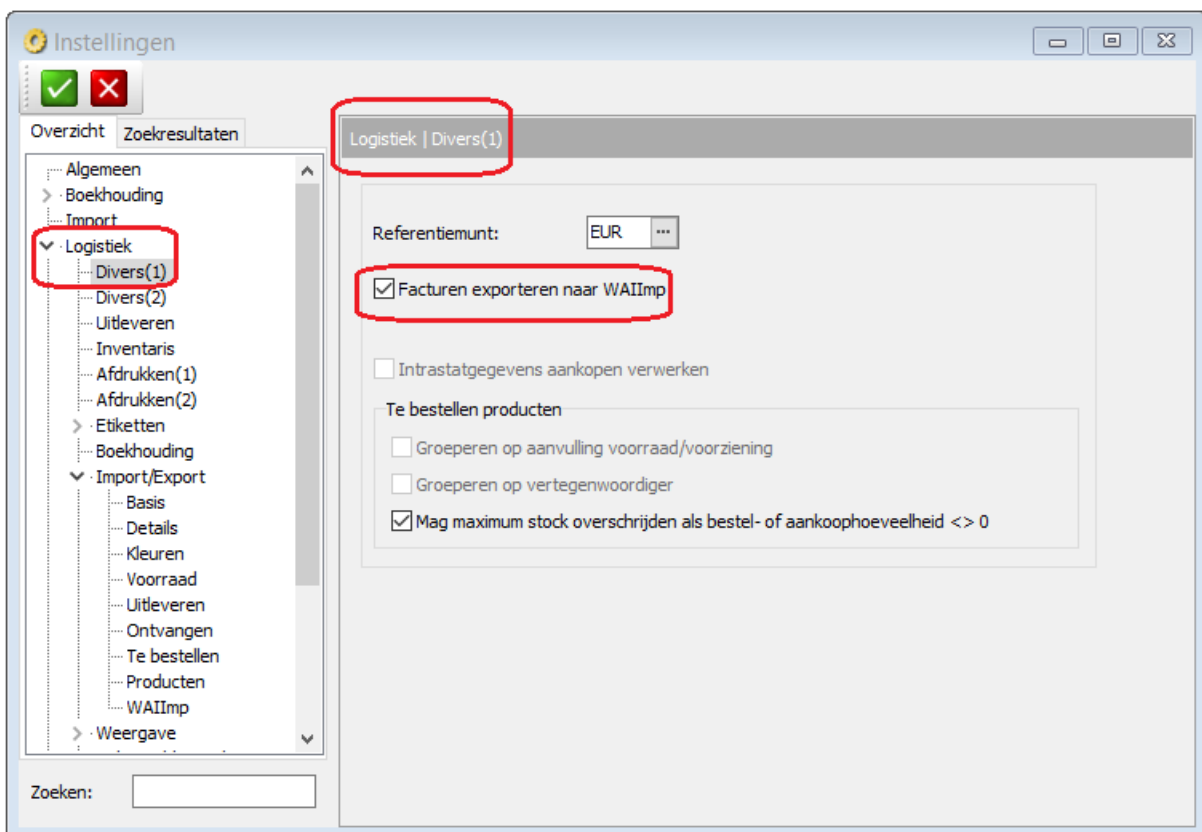 Instellingen
Overzicht Zoekresultaten
Algemeen
Boekhouding
Import
Logistiek
Divers(1)
Divers(2)
Uitleveren
Inventaris
Afdrukken(1)
Afdrukken(2)
Etiketten
Boekhouding
Import/Export
Basis
Details
Kleuren
Voorraad
Uitleveren
Ontvangen
Te bestellen
Producten
WAIImp
Weergave
Zoeken:
Logistiek | Divers(1)
Referentiemunt: EUR ...
Facturen exporteren naar WAIImp
Intrastatgegevens aankopen verwerken
Te bestellen producten
Groeperen op aanvulling voorraad/voorziening
Groeperen op vertegenwoordiger
Mag maximum stock overschrijden als bestel- of aankoophoeveelheid <> 0